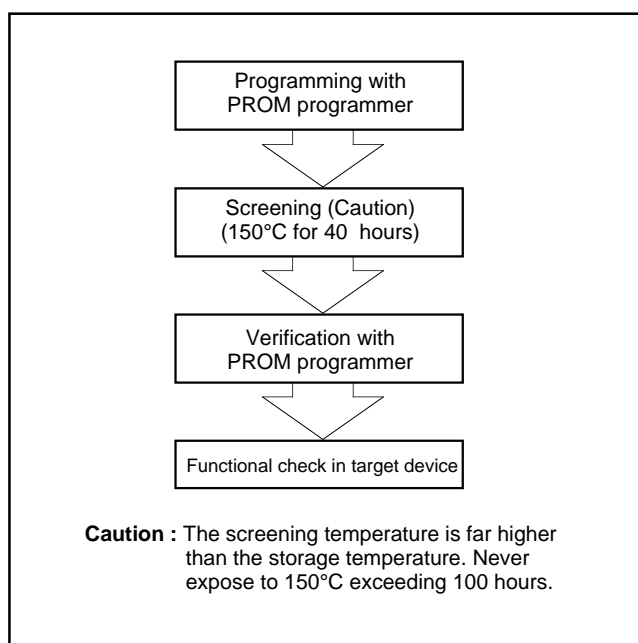 Programming with
PROM programmer
Screening (Caution)
(150°C for 40 hours)
Verification with
PROM programmer
Functional check in target device
Caution : The screening temperature is far higher
than the storage temperature. Never
expose to 150°C exceeding 100 hours.